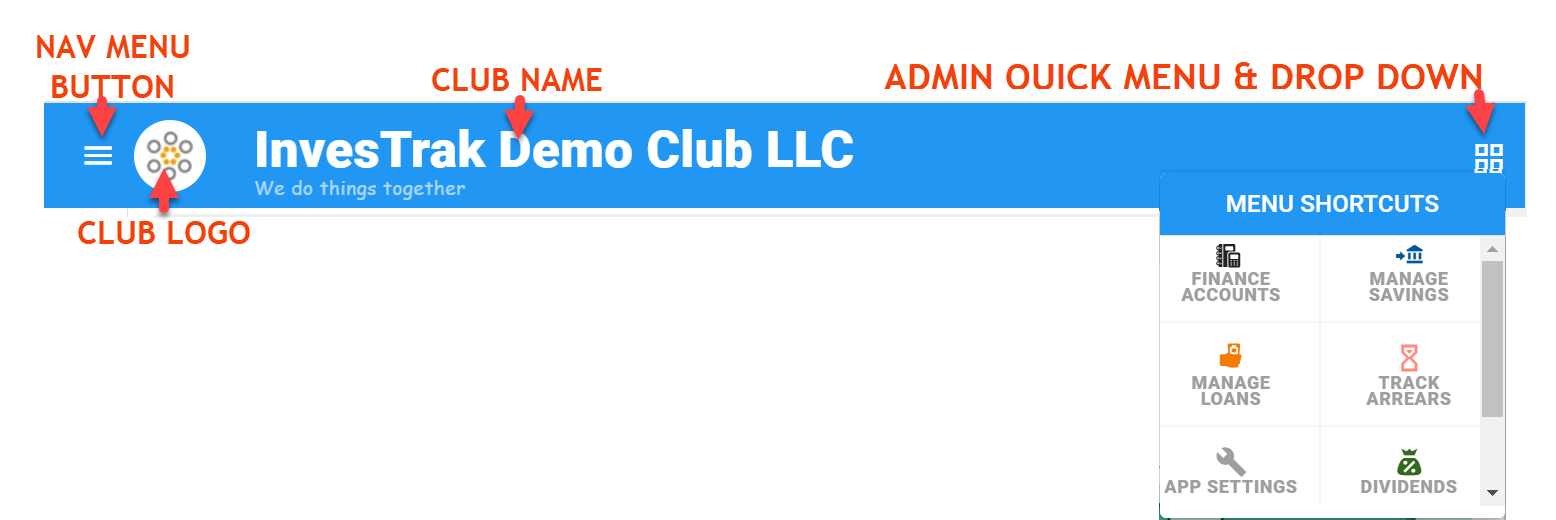 NAV MENU
BUTTON
CLUB NAME
ADMIN QUICK MENU & DROP DOWN
InvesTrak Demo Club LLC
We do things together
CLUB LOGO
MENU SHORTCUTS
FINANCE
ACCOUNTS
MANAGE
SAVINGS
MANAGE
LOANS
TRACK
ARREARS
APP SETTINGS
DIVIDENDS